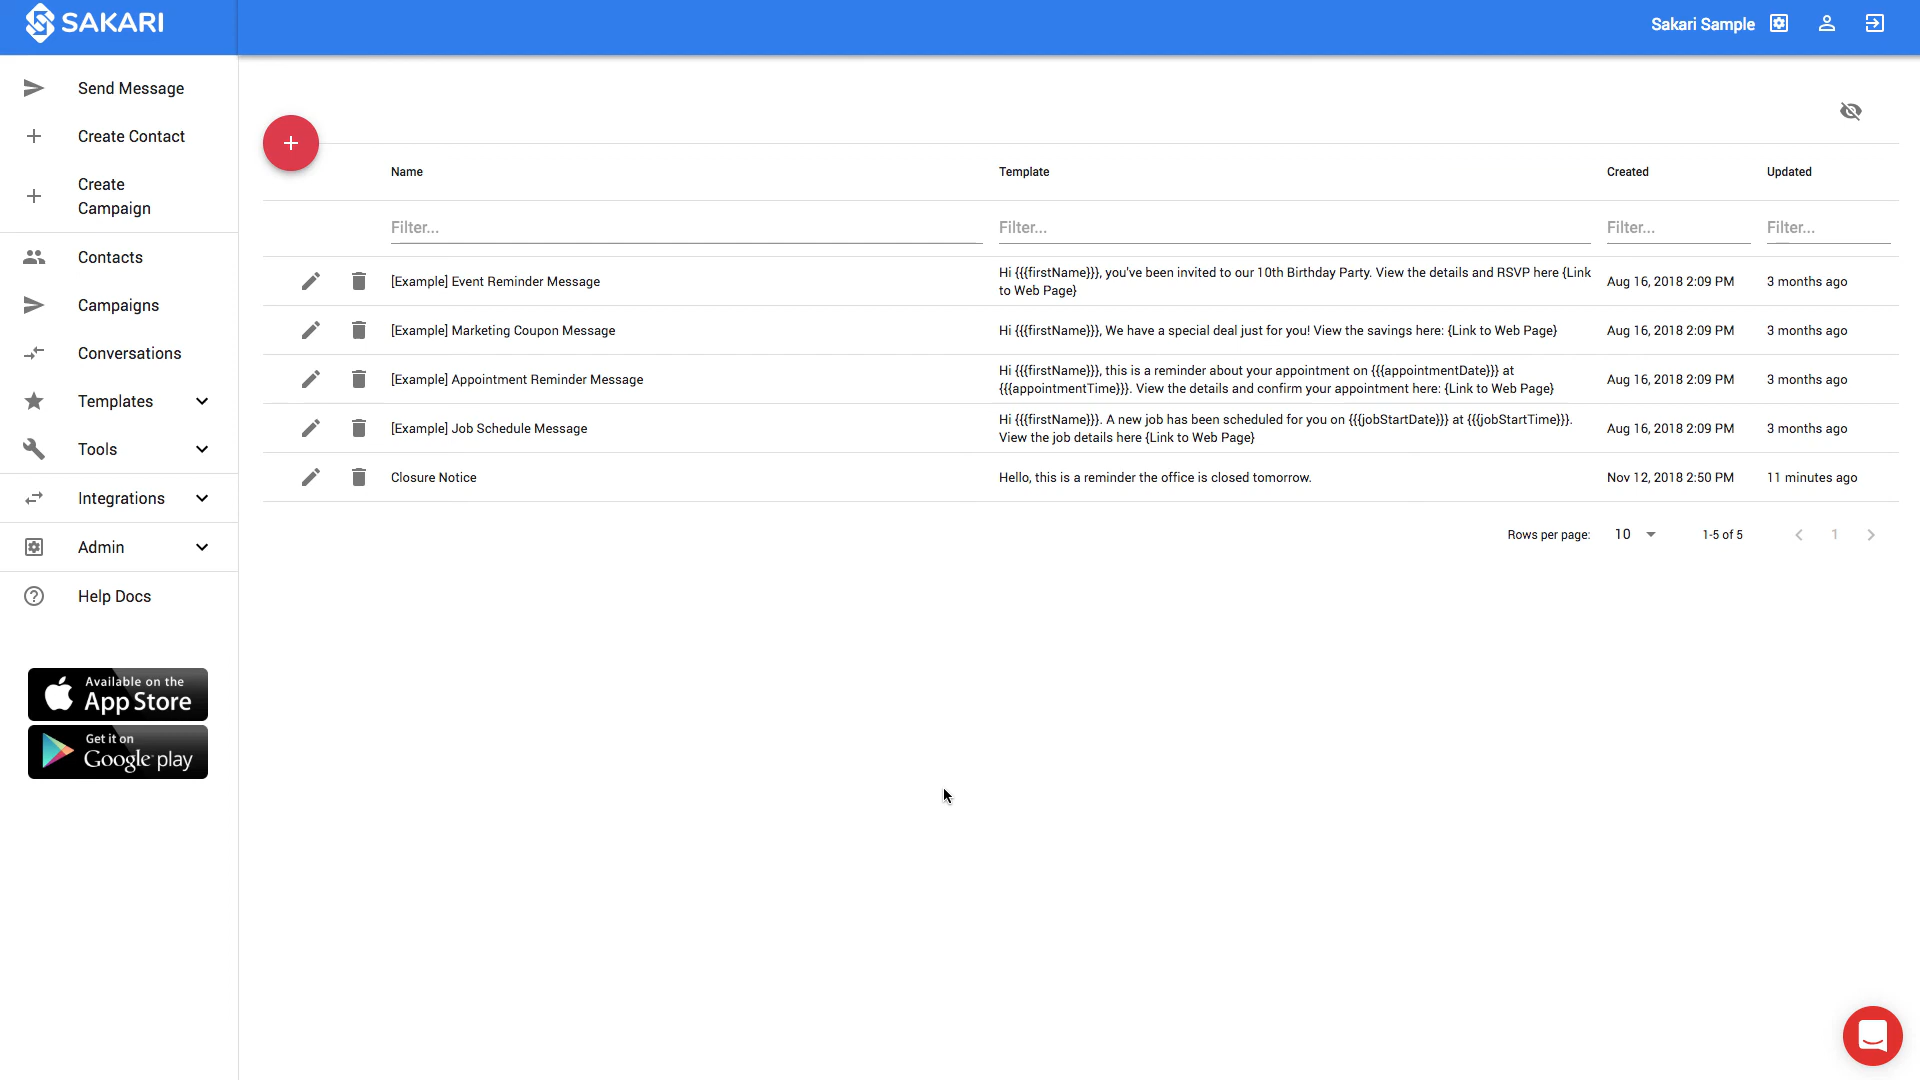 SAKARI
Sakari Sample
Send Message
Create Contact
Create
Campaign
Contacts
Campaigns
Conversations
Templates
Tools
Integrations
Admin
Help Docs
Available on the
App Store
Get it on
Google play
Name
Template
Created
Updated
Filter...
Filter...
Filter...
Filter...
[Example] Event Reminder Message
Hi {{{firstName}}}, you've been invited to our 10th Birthday Party. View the details and RSVP here {Link
to Web Page}
Aug 16, 2018 2:09 PM
3 months ago
[Example] Marketing Coupon Message
Hi {{{firstName}}}, We have a special deal just for you! View the savings here: {Link to Web Page}
Aug 16, 2018 2:09 PM
3 months ago
[Example] Appointment Reminder Message
Hi {{{firstName}}}, this is a reminder about your appointment on {{{appointmentDate}}} at
{{{appointmentTime}}}. View the details and confirm your appointment here: {Link to Web Page}
Aug 16, 2018 2:09 PM
3 months ago
[Example] Job Schedule Message
Hi {{{firstName}}}. A new job has been scheduled for you on {{{jobStartDate}}} at {{{jobStartTime}}}.
View the job details here {Link to Web Page}
Aug 16, 2018 2:09 PM
3 months ago
Closure Notice
Hello, this is a reminder the office is closed tomorrow.
Nov 12, 2018 2:50 PM
11 minutes ago
Rows per page: 10
1-5 of 5
1